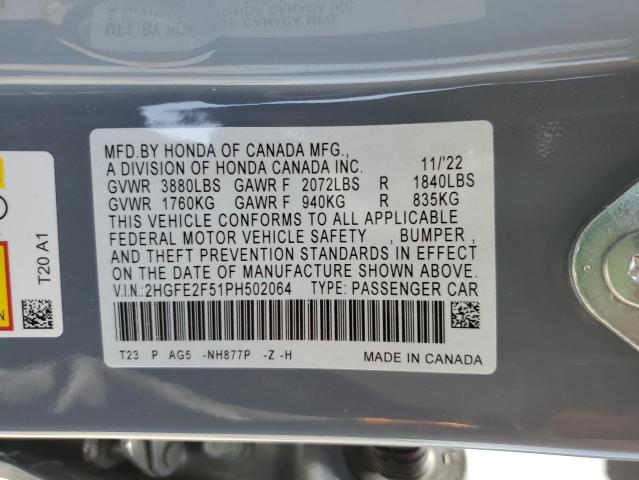 MFD.BY HONDA OF CANADA MFG.,
A DIVISION OF HONDA CANADA INC. 11/'22
GVWR 3880LBS GAWR F 2072LBS R 1840LBS
GVWR 1760KG GAWR F 940KG R 835KG
THIS VEHICLE CONFORMS TO ALL APPLICABLE
FEDERAL MOTOR VEHICLE SAFETY , BUMPER,
AND THEFT PREVENTION STANDARDS IN EFFECT
ON THE DATE OF MANUFACTURE SHOWN ABOVE.
V.I.N.:2HGFE2F51PH502064 TYPE: PASSENGER CAR
T23 P AG5 -NH877P -Z -H MADE IN CANADA
T20 A1